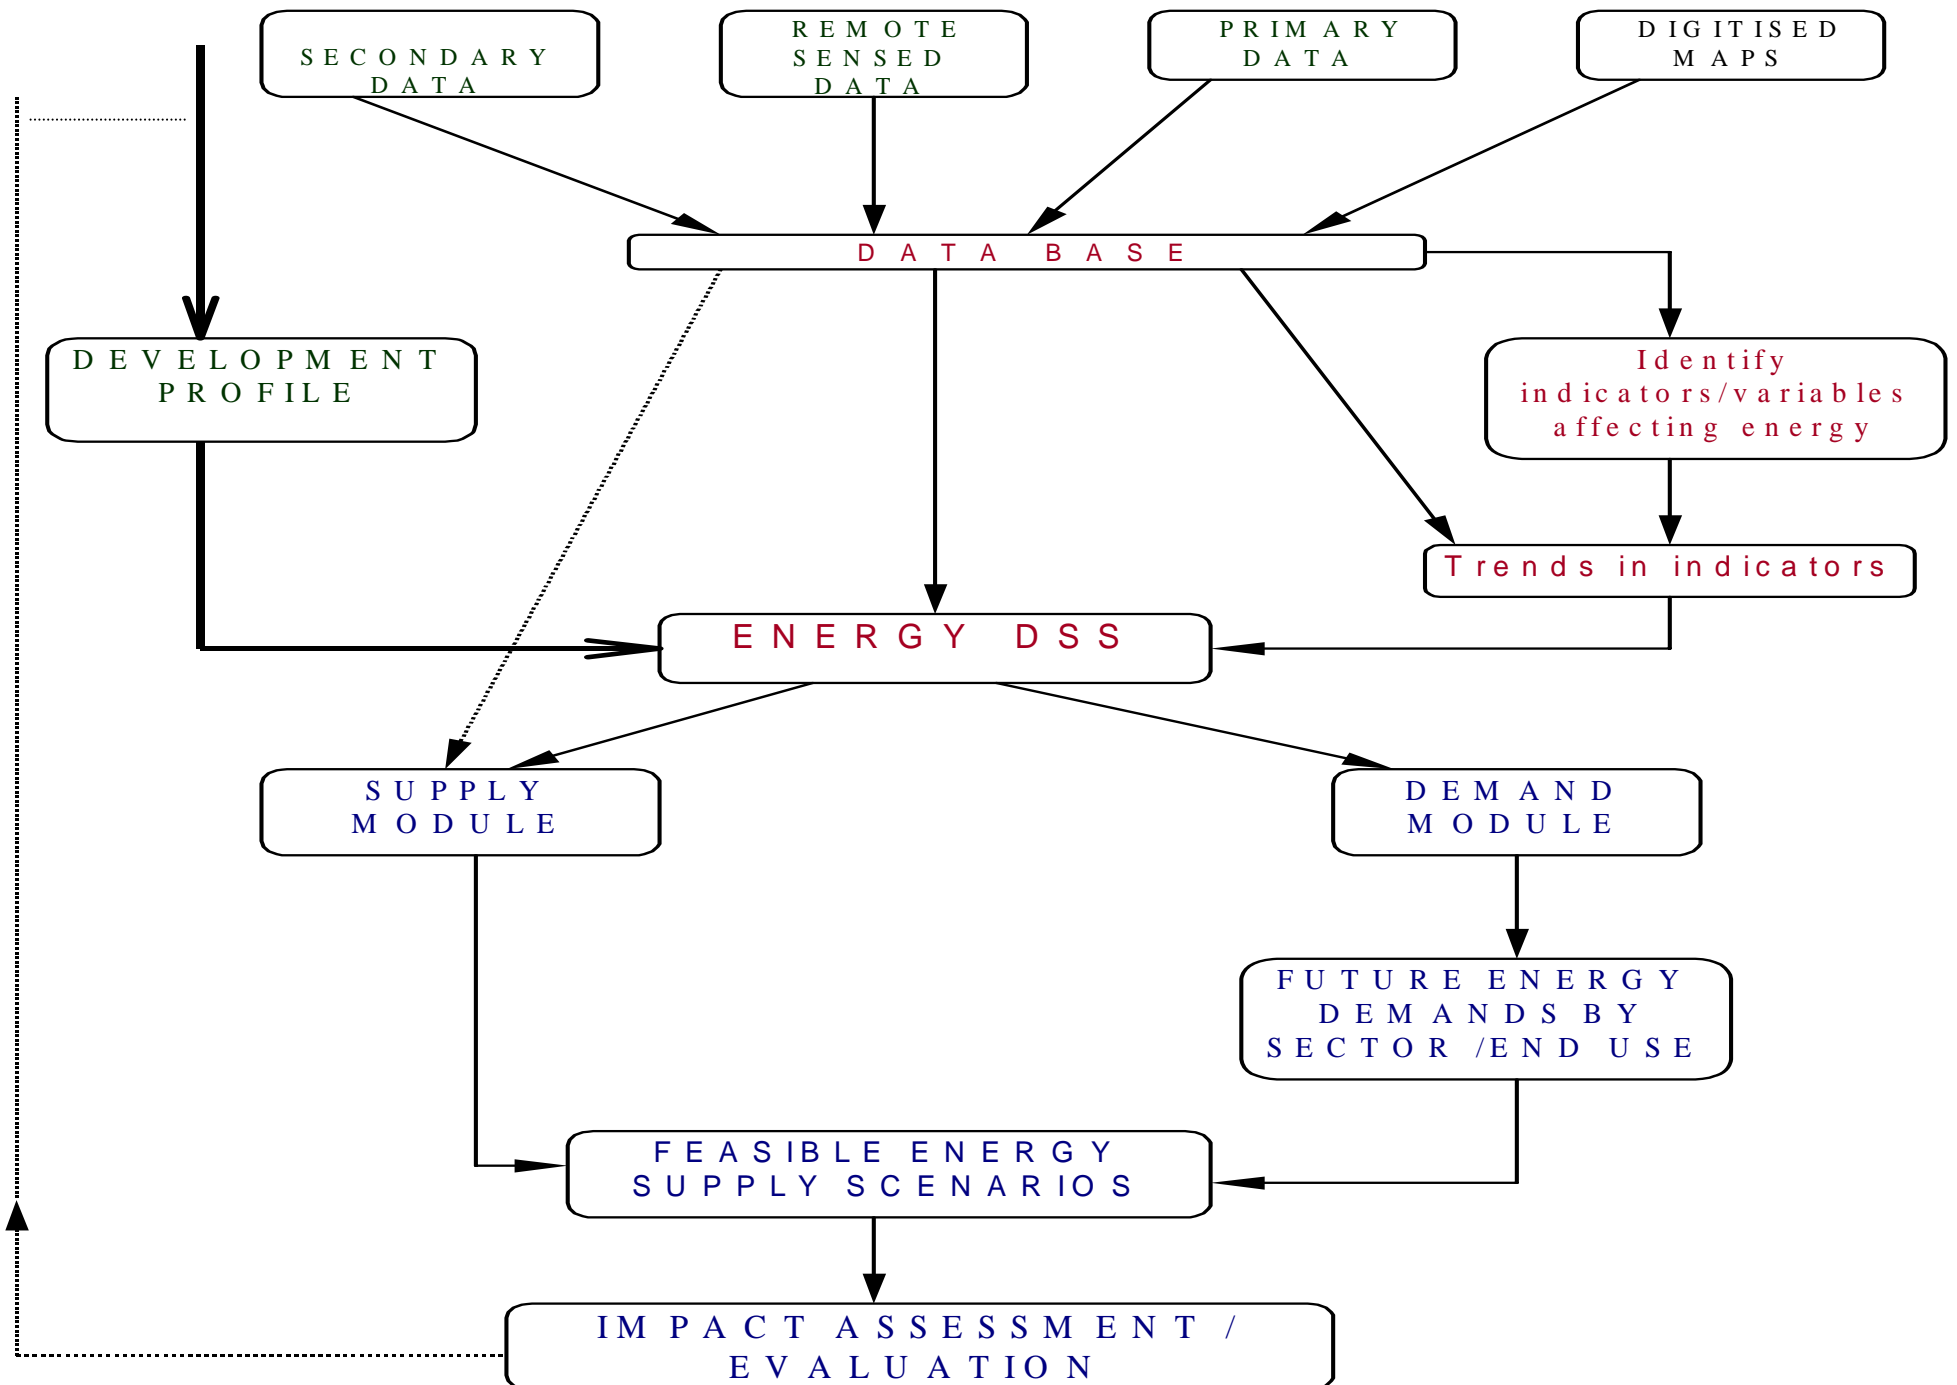 SECONDARY
DATA
REMOTE
SENSED
DATA
PRIMARY
DATA
DIGITISED
MAPS
DATA BASE
DEVELOPMENT
PROFILE
Identify
indicators/variables
affecting energy
Trends in indicators
ENERGY DSS
SUPPLY
MODULE
DEMAND
MODULE
FUTURE ENERGY
DEMANDS BY
SECTOR /END USE
FEASIBLE ENERGY
SUPPLY SCENARIOS
IMPACT ASSESSMENT /
EVALUATION